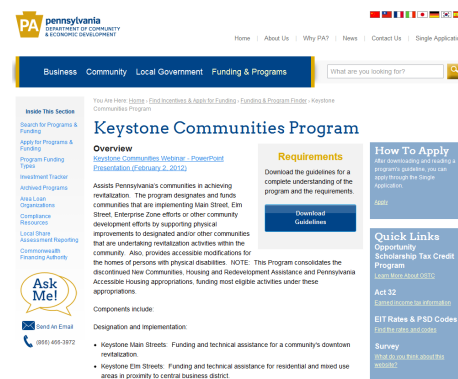 PA
pennsylvania
DEPARTMENT OF COMMUNITY
& ECONOMIC DEVELOPMENT
Home | About Us | Why PA? | News | Contact Us | Single Applicati
Business Community Local Government Funding & Programs
What are you looking for?
Inside This Section
Search for Programs &
Funding
Apply for Programs &
Funding
Program Funding
Types
Investment Tracker
Archived Programs
Area Loan
Organizations
Compliance
Resources
Local Share
Assessment Reporting
Commonwealth
Financing Authority
Ask
Me!
Send An Email
(866) 466-3972
You Are Here: Home - Find Incentives & Apply for Funding - Funding & Program Finder - Keystone
Communities Program
Keystone Communities Program
Overview
Keystone Communities Webinar - PowerPoint
Presentation (February 2, 2012)
Assists Pennsylvania's communities in achieving
revitalization. The program designates and funds
communities that are implementing Main Street, Elm
Street, Enterprise Zone efforts or other community
development efforts by supporting physical
improvements to designated and/or other communities
that are undertaking revitalization activities within the
community. Also, provides accessible modifications for
the homes of persons with physical disabilities. NOTE: This Program consolidates the
discontinued New Communities, Housing and Redevelopment Assistance and Pennsylvania
Accessible Housing appropriations, funding most eligible activities under these
appropriations.
Components include:
Designation and Implementation:
• Keystone Main Streets: Funding and technical assistance for a community's downtown
revitalization.
• Keystone Elm Streets: Funding and technical assistance for residential and mixed use
areas in proximity to central business district.
Requirements
Download the guidelines for a
complete understanding of the
program and the requirements.
Download
Guidelines
How To Apply
After downloading and reading a
program's guideline, you can
apply through the Single
Application.
Apply
Quick Links
Opportunity
Scholarship Tax Credit
Program
Learn More About OSTC
Act 32
Earned income tax information
EIT Rates & PSD Codes
Find the rates and codes
Survey
What do you think about this
website?